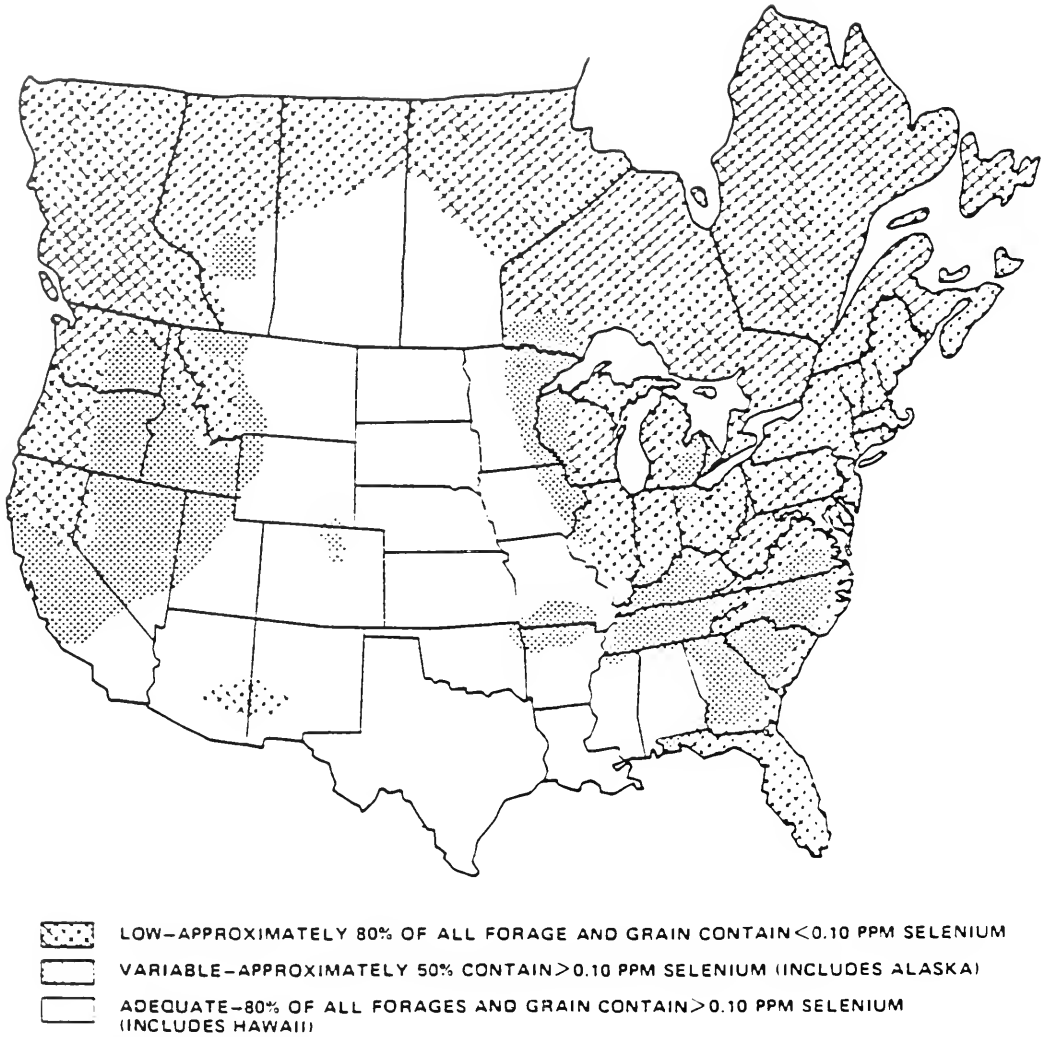 LOW–APPROXIMATELY 80% OF ALL FORAGE AND GRAIN CONTAIN<0.10 PPM SELENIUM
VARIABLE–APPROXIMATELY 50% CONTAIN>0.10 PPM SELENIUM (INCLUDES ALASKA)
ADEQUATE–80% OF ALL FORAGES AND GRAIN CONTAIN>0.10 PPM SELENIUM
(INCLUDES HAWAII)